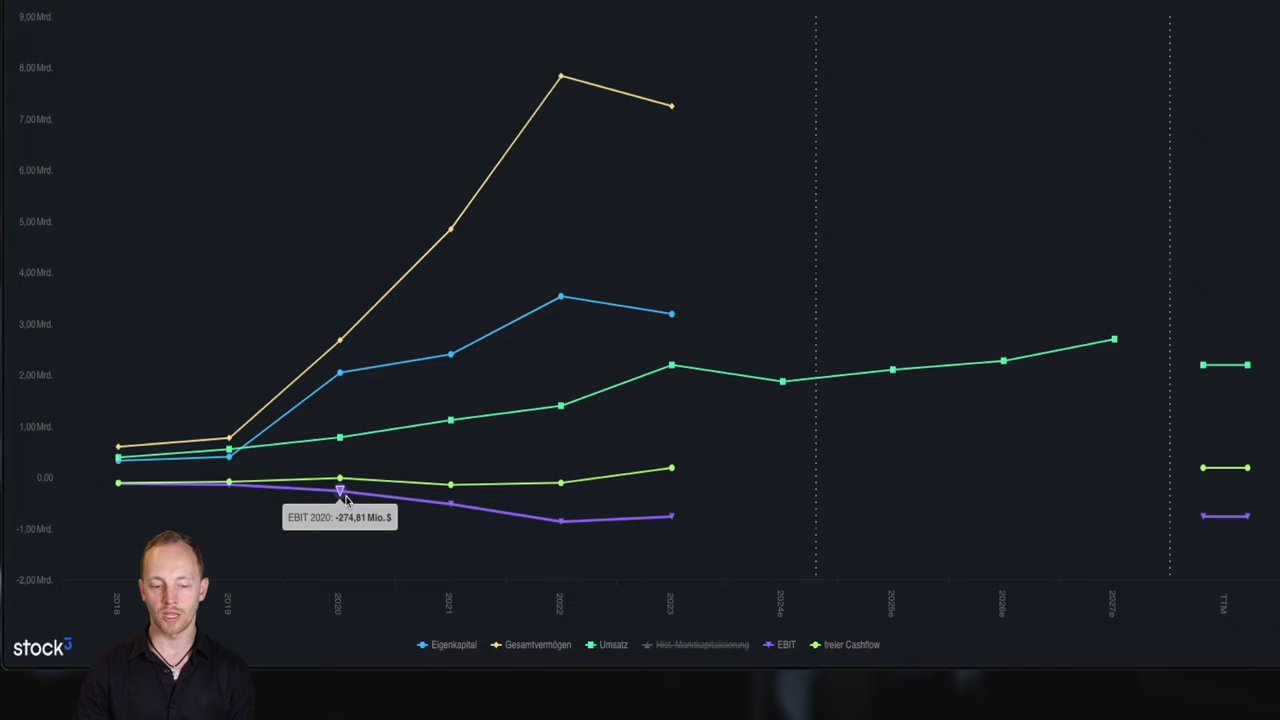 9,00 Mrd.
8,00 Mrd.
7,00 Mrd.
6,00 Mrd.
5,00 Mrd.
4,00 Mrd.
3,00 Mrd.
2,00 Mrd.
1,00 Mrd.
0,00
-1,00 Mrd.
-2,00 Mrd.
EBIT 2020: -274,81 Mio. $
2018 2019 2020 2021 2022 2023 2024e 2025e 2026e 2027e TTM
stock3
Eigenkapital Gesamtvermögen Umsatz Hist. Marktkapitalisierung EBIT freier Cashflow